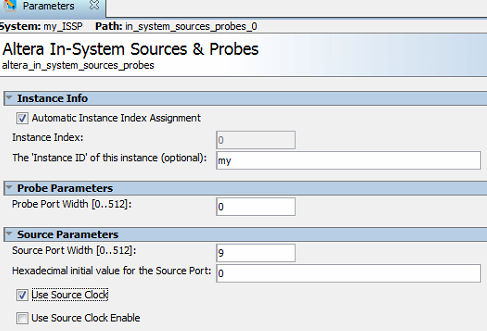 Parameters
System: my_ISSP Path: in_system_sources_probes_0
Altera In-System Sources & Probes
altera_in_system_sources_probes
Instance Info
Automatic Instance Index Assignment
Instance Index: 0
The 'Instance ID' of this instance (optional): my
Probe Parameters
Probe Port Width [0..512]: 0
Source Parameters
Source Port Width [0..512]: 9
Hexadecimal initial value for the Source Port: 0
Use Source Clock
Use Source Clock Enable